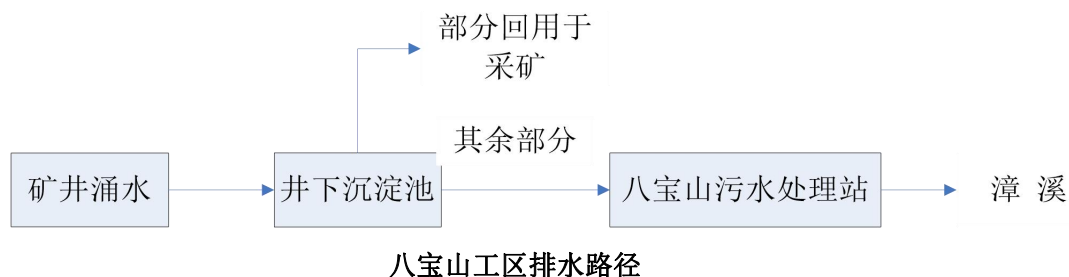 部分回用于
采矿
其余部分
矿井涌水
井下沉淀池
八宝山污水处理站
漳 溪
八宝山工区排水路径